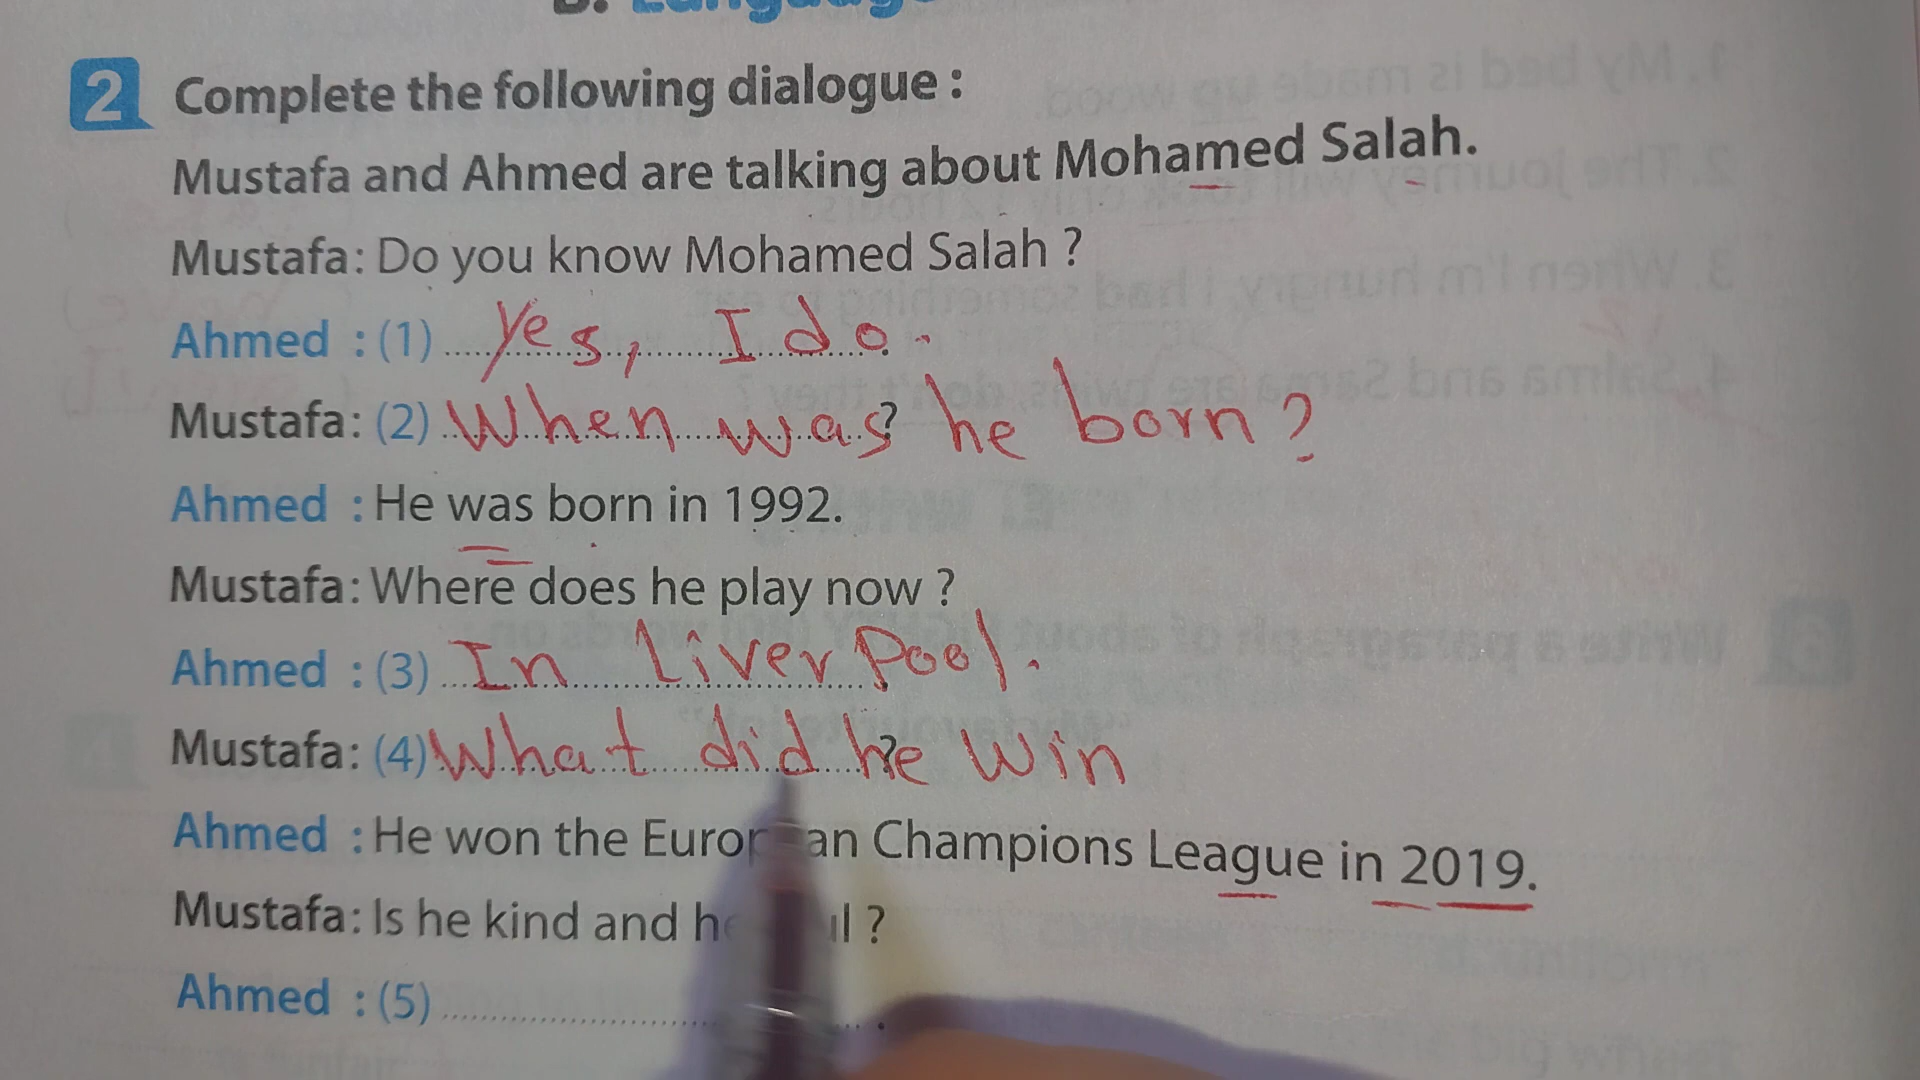 2 Complete the following dialogue :
Mustafa and Ahmed are talking about Mohamed Salah.
Mustafa: Do you know Mohamed Salah ?
Ahmed : (1) Yes, I do.
Mustafa: (2) When was he born?
Ahmed : He was born in 1992.
Mustafa: Where does he play now ?
Ahmed : (3) In Liverpool.
Mustafa: (4) What did he win
Ahmed : He won the Champions League in 2019.
Mustafa: Is he kind and ?
Ahmed : (5) .